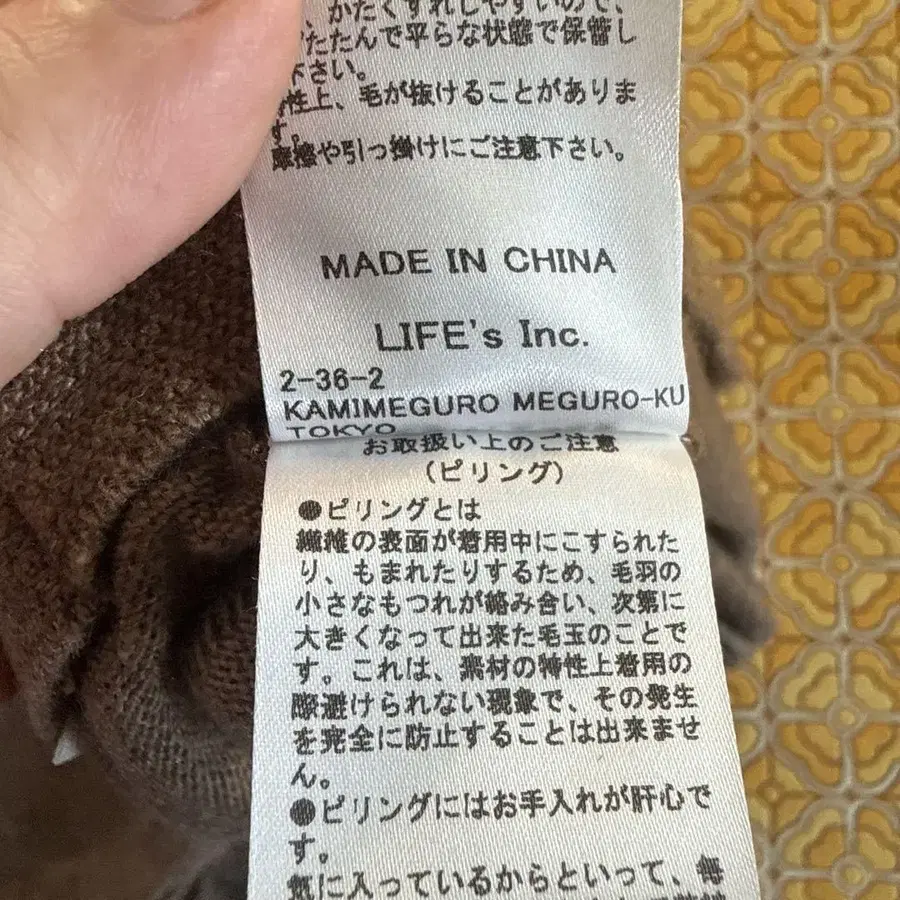 、かたくずれしやすいので、
たたんで平らな状態で保管し
下さい。
特性上、毛が抜けることがありま
す。
摩擦や引っ掛けにご注意下さい。
MADE IN CHINA
LIFE's Inc.
2-36-2
KAMIMEGURO MEGURO-KU
TOKYO
お取扱い上のご注意
(ピリング)
●ピリングとは
繊維の表面が着用中にこすられた
り、もまれたりするため、毛羽の
小さなもつれが絡み合い、次第に
大きくなって出来た毛玉のことで
す。これは、素材の特性上着用の
際避けられない現象で、その発生
を完全に防止することは出来ませ
ん。
●ピリングにはお手入れが肝心で
す。
気に入っているからといって、毎